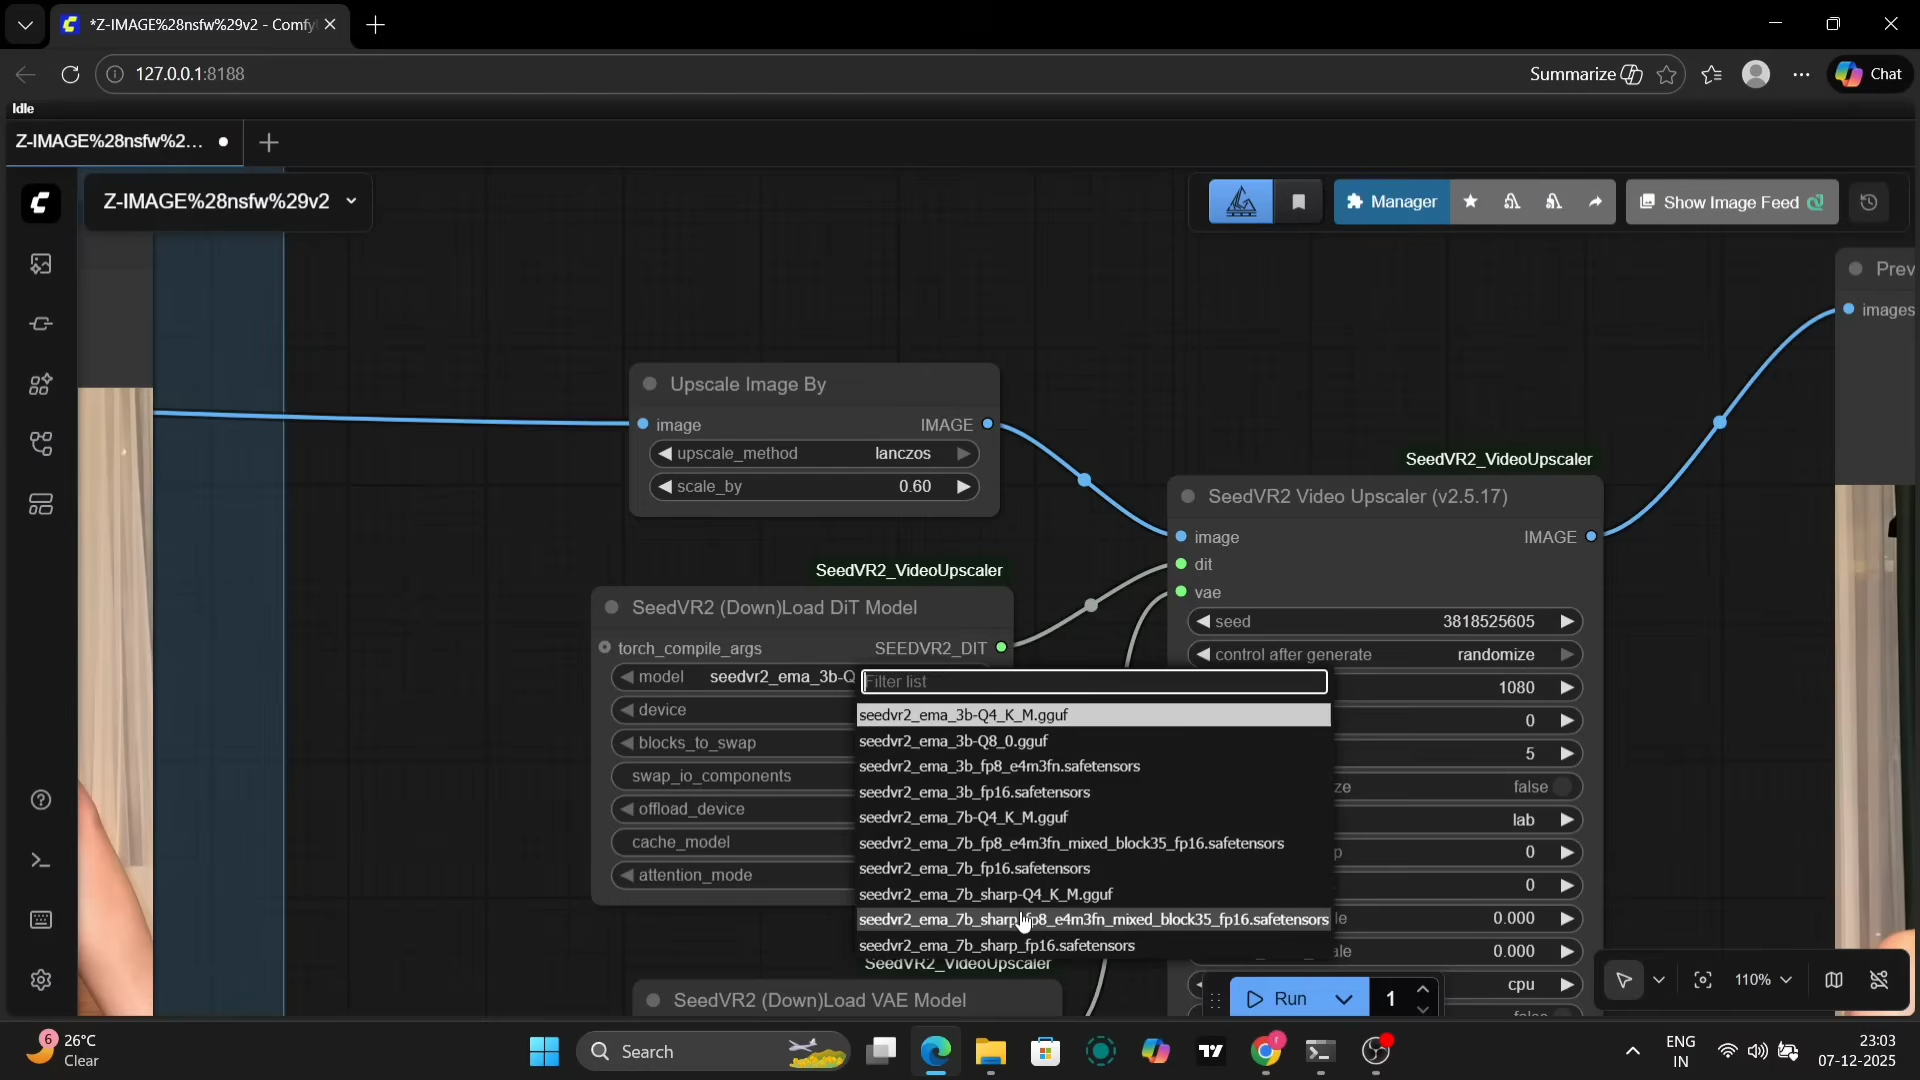 *Z-IMAGE%28nsfw%29v2 - Comfy
127.0.0.1:8188
Summarize
Chat
Idle
Z-IMAGE%28nsfw%2...
Z-IMAGE%28nsfw%29v2
Manager
Show Image Feed
Prev
images
Upscale Image By
image IMAGE
upscale_method lanczos
scale_by 0.60
SeedVR2_VideoUpscaler
SeedVR2 Video Upscaler (v2.5.17)
image IMAGE
dit
vae
seed 3818525605
control after generate randomize
1080
0
5
ze false
lab
p 0
0
le 0.000
ale 0.000
cpu
SeedVR2_VideoUpscaler
SeedVR2 (Down)Load DiT Model
torch_compile_args SEEDVR2_DIT
model seedvr2_ema_3b-Q
device
blocks_to_swap
swap_io_components
offload_device
cache_model
attention_mode
Filter list
seedvr2_ema_3b-Q4_K_M.gguf
seedvr2_ema_3b-Q8_0.gguf
seedvr2_ema_3b_fp8_e4m3fn.safetensors
seedvr2_ema_3b_fp16.safetensors
seedvr2_ema_7b-Q4_K_M.gguf
seedvr2_ema_7b_fp8_e4m3fn_mixed_block35_fp16.safetensors
seedvr2_ema_7b_fp16.safetensors
seedvr2_ema_7b_sharp-Q4_K_M.gguf
seedvr2_ema_7b_sharp_fp8_e4m3fn_mixed_block35_fp16.safetensors
seedvr2_ema_7b_sharp_fp16.safetensors
SeedVR2_VideoUpscaler
SeedVR2 (Down)Load VAE Model
Run 1
110%
6
26°C
Clear
Search
ENG
IN
23:03
07-12-2025